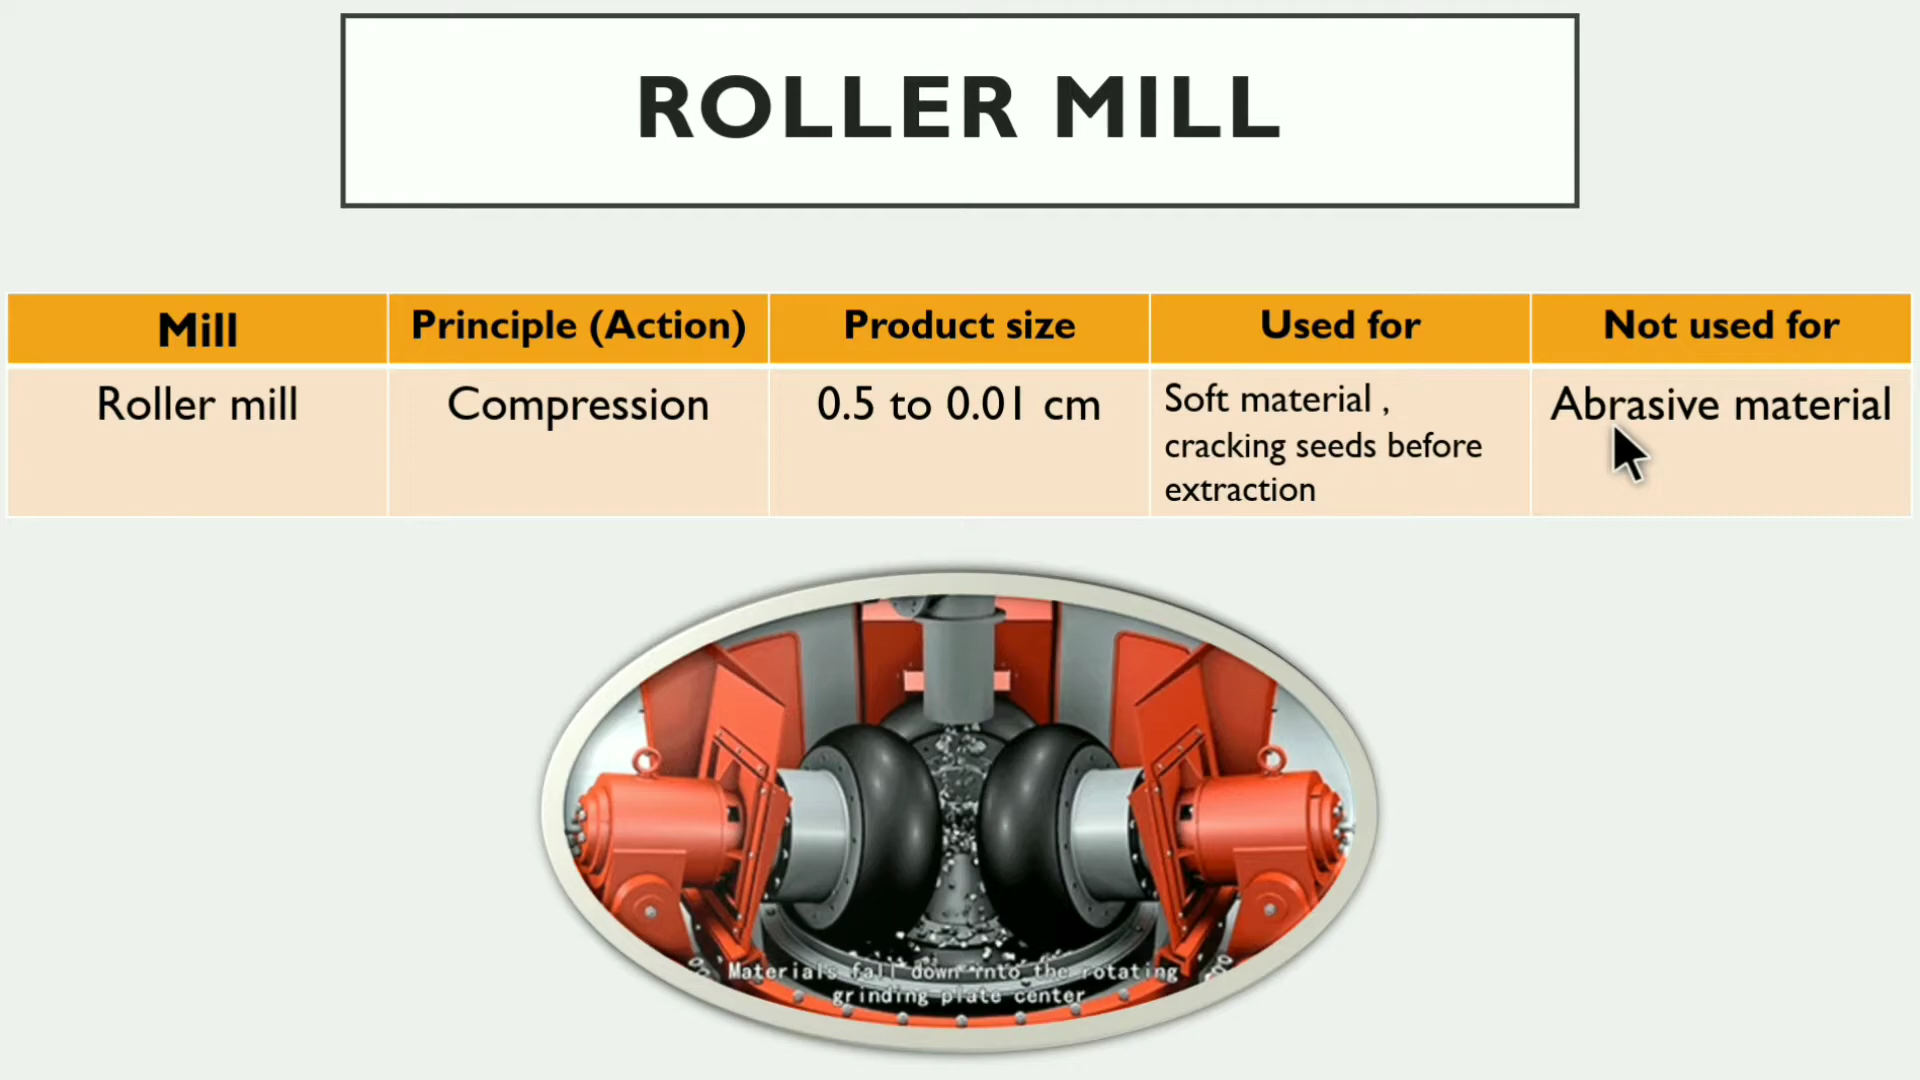 ROLLER MILL
Mill
Principle (Action)
Product size
Used for
Not used for
Roller mill
Compression
0.5 to 0.01 cm
Soft material ,
cracking seeds before
extraction
Abrasive material
Materials fall down into the rotating
grinding plate center